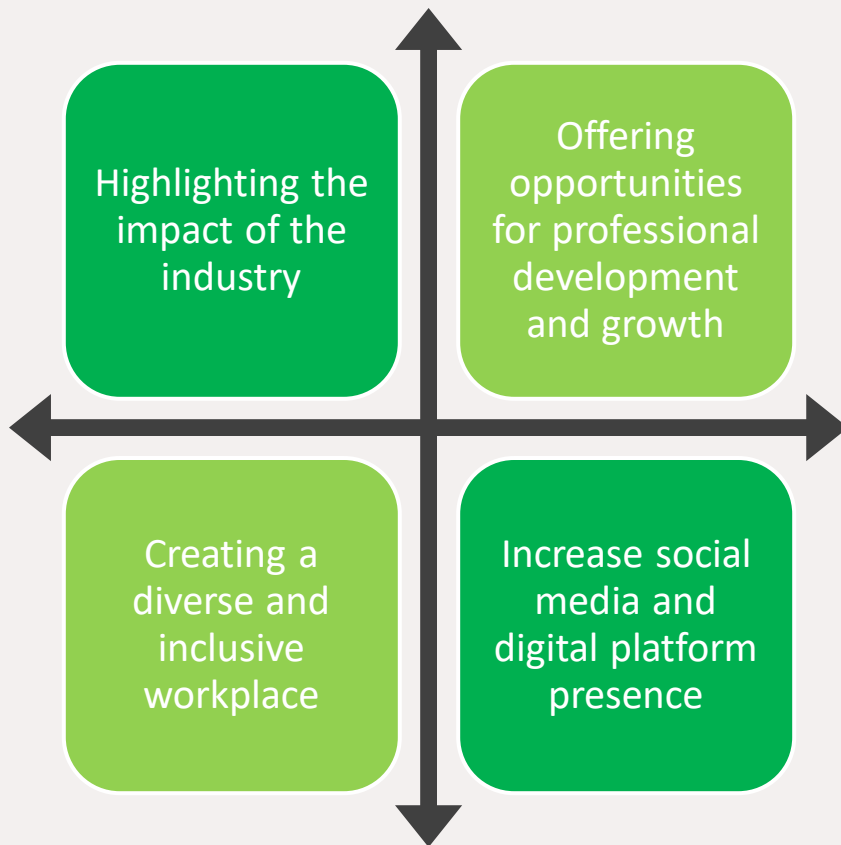 Highlighting the
impact of the
industry
Offering
opportunities
for professional
development
and growth
Creating a
diverse and
inclusive
workplace
Increase social
media and
digital platform
presence